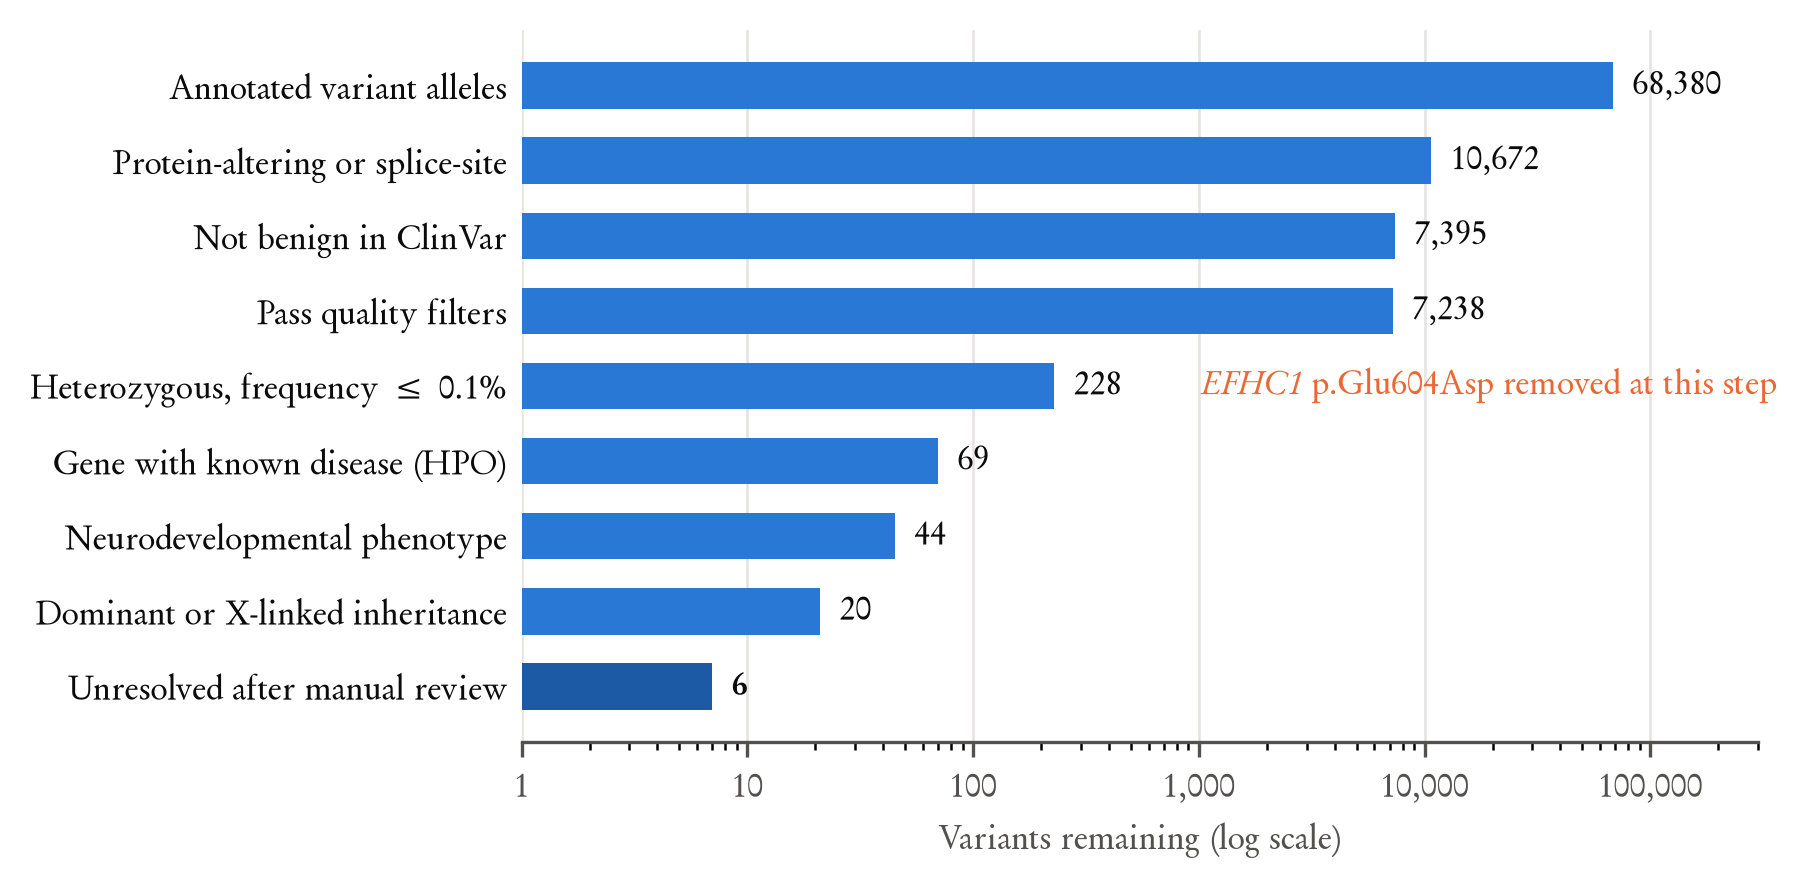 Annotated variant alleles 68,380
Protein-altering or splice-site 10,672
Not benign in ClinVar 7,395
Pass quality filters 7,238
Heterozygous, frequency ≤ 0.1% 228 EFHC1 p.Glu604Asp removed at this step
Gene with known disease (HPO) 69
Neurodevelopmental phenotype 44
Dominant or X-linked inheritance 20
Unresolved after manual review 6
1 10 100 1,000 10,000 100,000
Variants remaining (log scale)